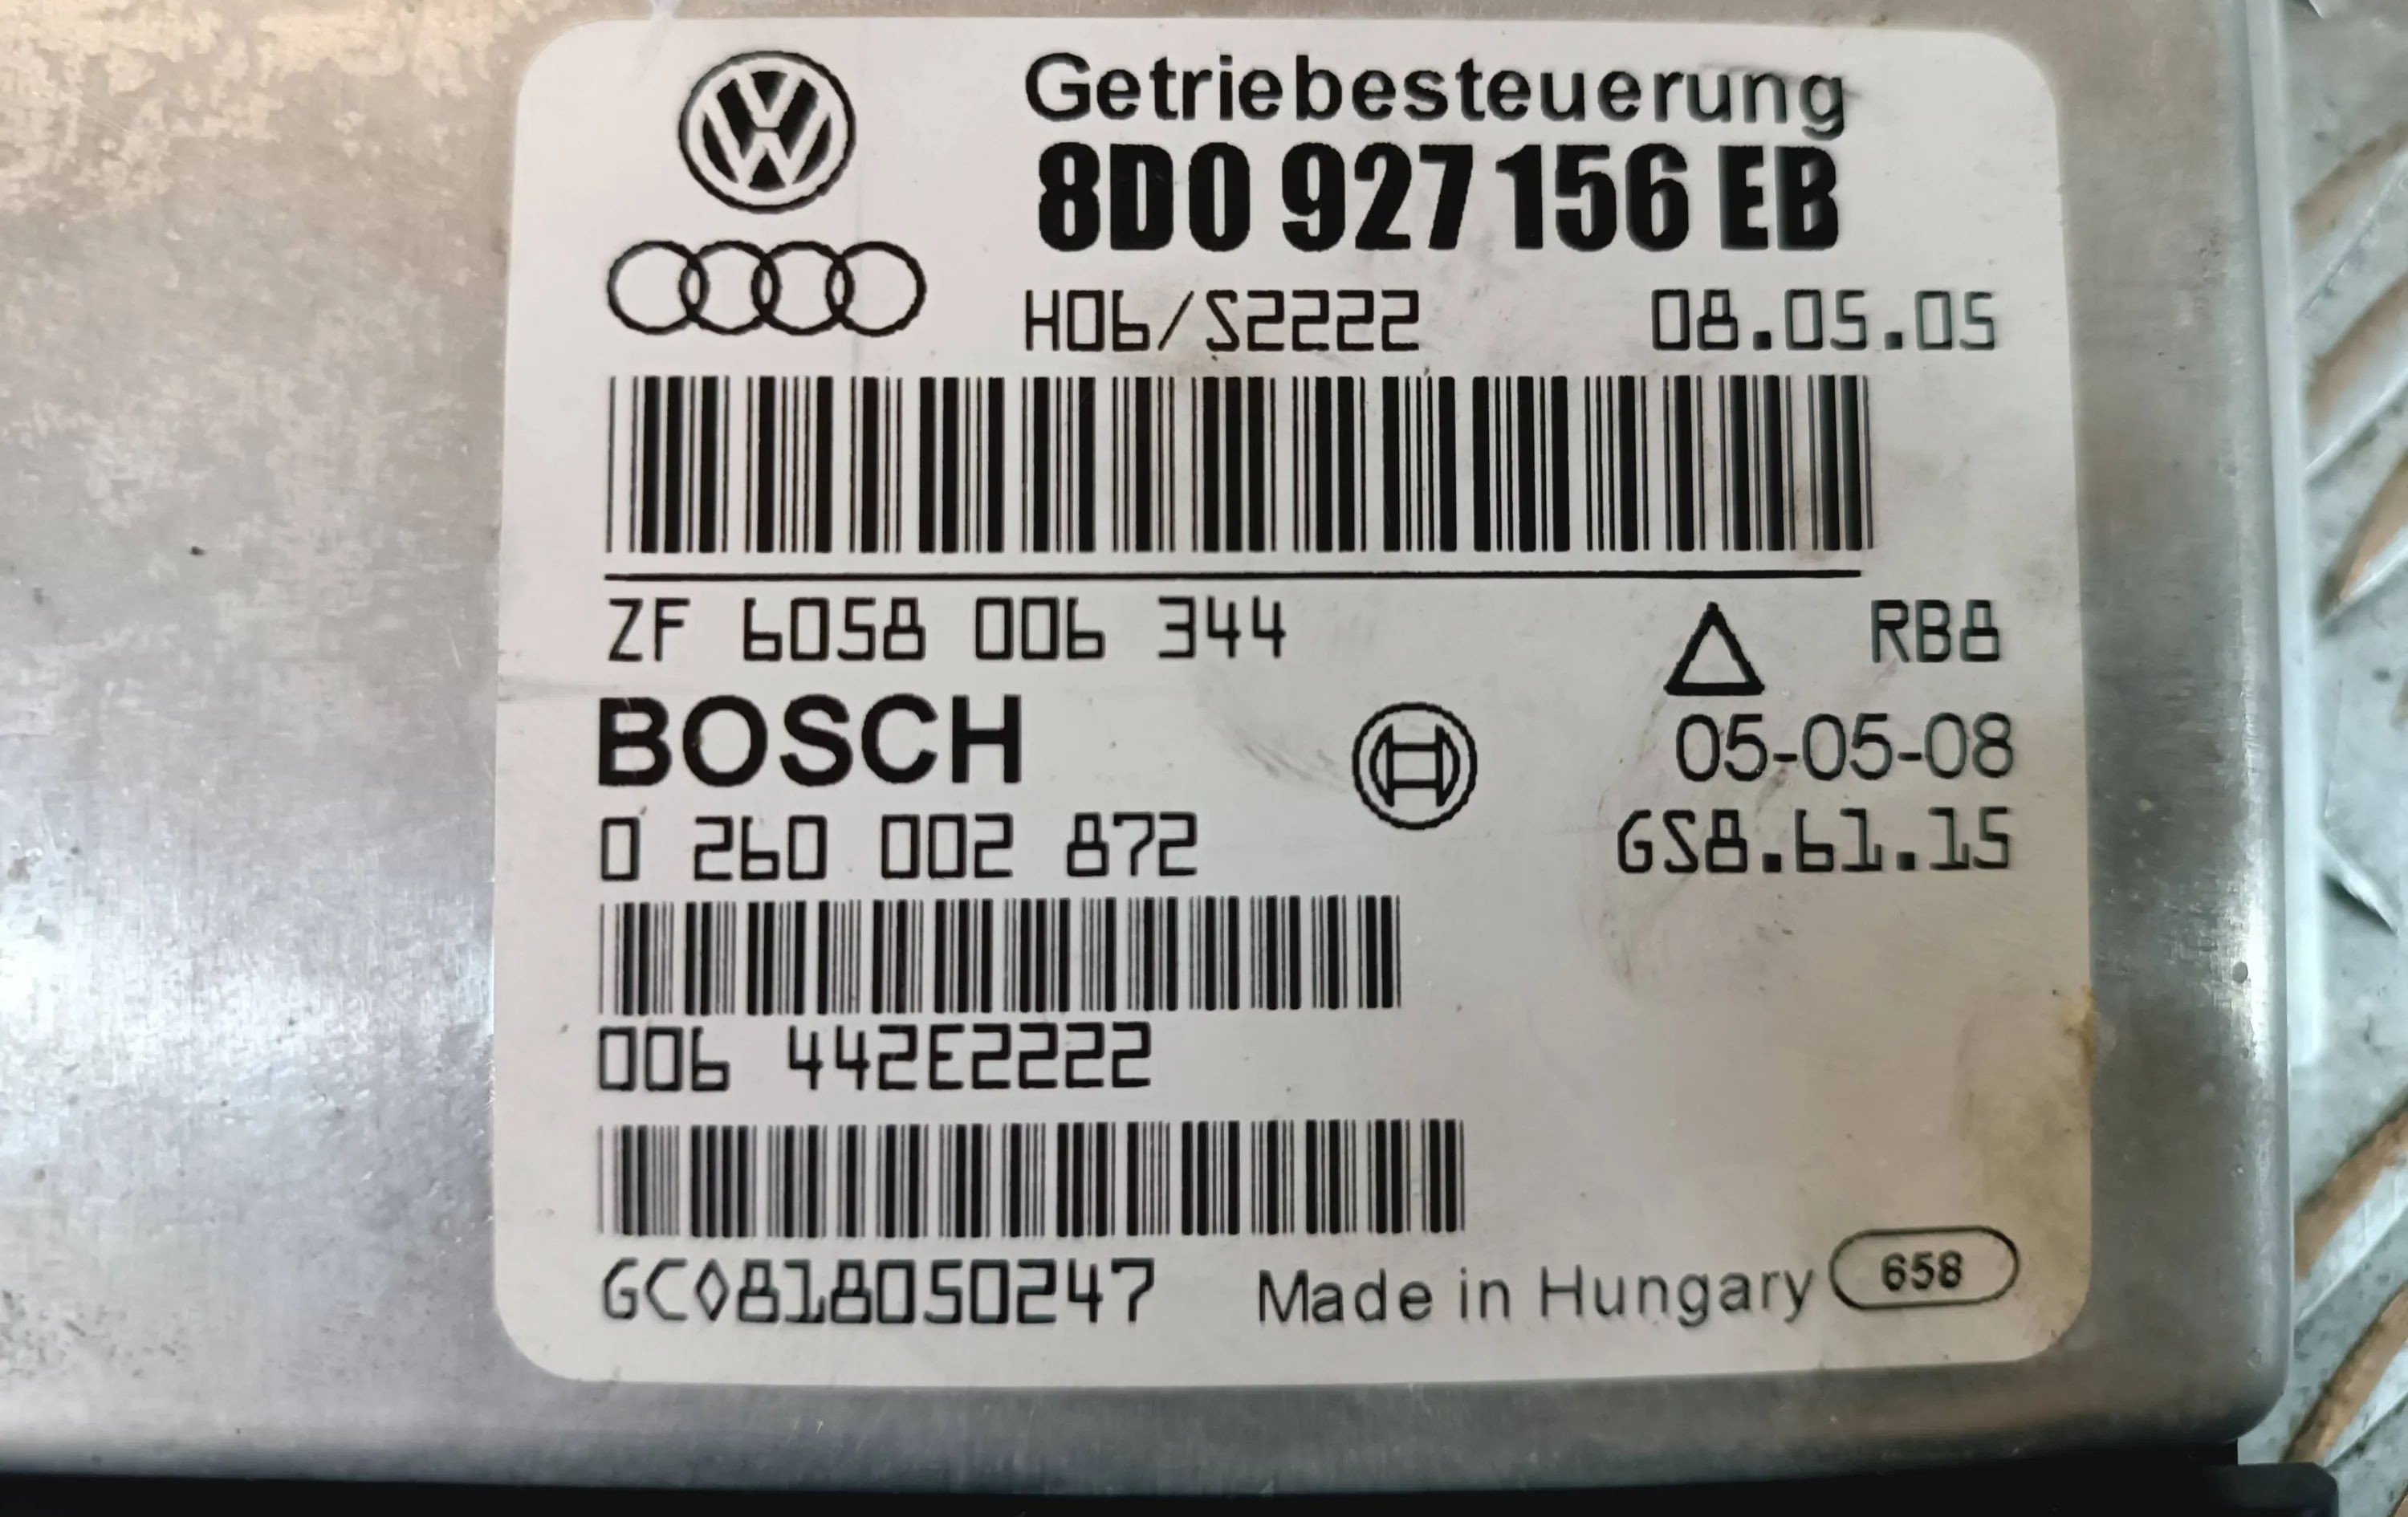 Getriebesteuerung
8D0 927 156 EB
H06/S2222 08.05.05
ZF 6058 006 344 RB8
BOSCH 05-05-08
0 260 002 872 GS8.61.15
006 442E2222
GC0818050247 Made in Hungary 658